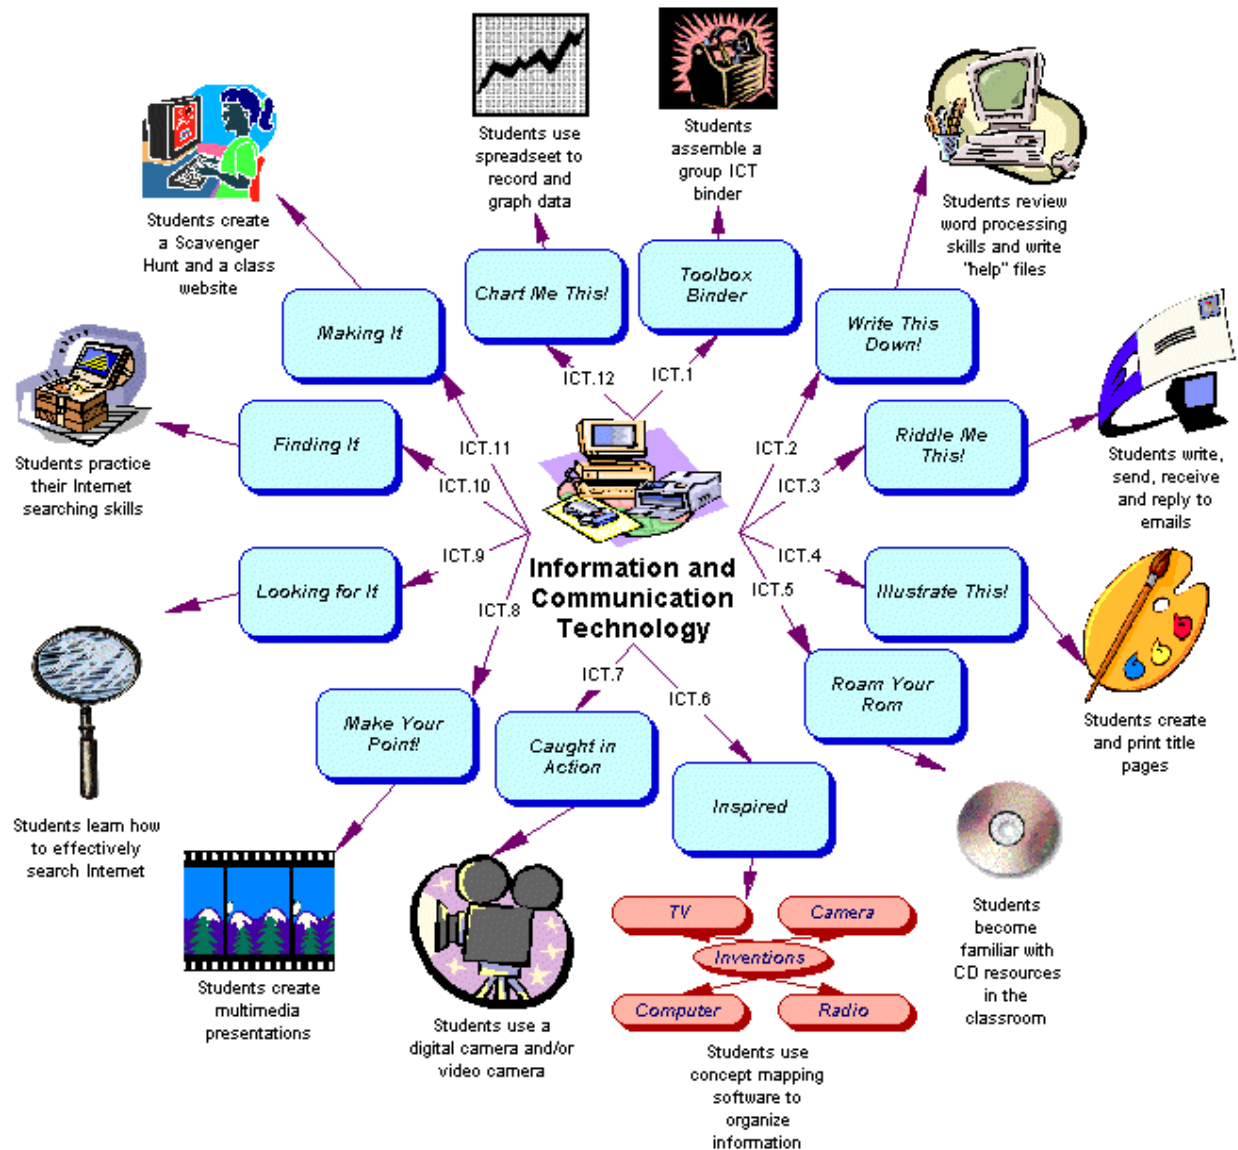 Students use
spreadseet to
record and
graph data
Students
assemble a
group ICT
binder
Students review
word processing
skills and write
"help" files
Students create
a Scavenger
Hunt and a class
website
Chart Me This!
Toolbox
Binder
Making It
Write This
Down!
ICT.12
ICT.1
Students practice
their Internet
searching skills
Finding It
ICT.11
ICT.10
ICT.2
ICT.3
Riddle Me
This!
Students write,
send, receive
and reply to
emails
Looking for It
ICT.9
ICT.8
Information and
Communication
Technology
ICT.4
ICT.5
Illustrate This!
Students learn how
to effectively
search Internet
Make Your
Point!
ICT.7
ICT.6
Caught in
Action
Inspired
Roam Your
Rom
Students create
and print title
pages
Students create
multimedia
presentations
Students use a
digital camera and/or
video camera
TV
Camera
Inventions
Computer
Radio
Students use
concept mapping
software to
organize
information
Students
become
familiar with
CD resources
in the
classroom